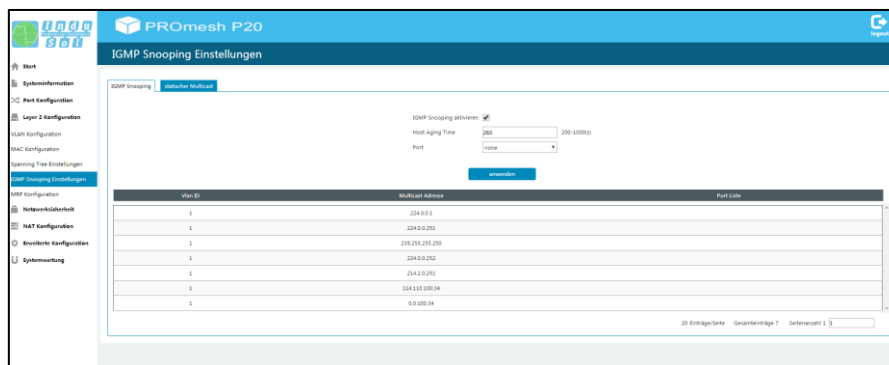 Indu
Sol
PROmesh P20
logout
IGMP Snooping Einstellungen
Start
Systeminformation
Port Konfiguration
Layer 2 Konfiguration
VLAN Konfiguration
MAC Konfiguration
Spanning Tree Einstellungen
IGMP Snooping Einstellungen
MRP Konfiguration
Netzwerksicherheit
NAT Konfiguration
Erweiterte Konfiguration
Systemwartung
IGMP Snooping statischer Multicast
IGMP Snooping aktivieren
Host Aging Time 260 200-1000(s)
Port none
anwenden
Vlan ID Multicast Adresse Port Liste
1 224.0.0.1
1 224.0.0.251
1 239.255.255.250
1 224.0.0.252
1 214.2.0.251
1 114.110.100.34
1 0.0.100.34
20 Einträge/Seite Gesamteinträge 7 Seitenanzahl 1 1